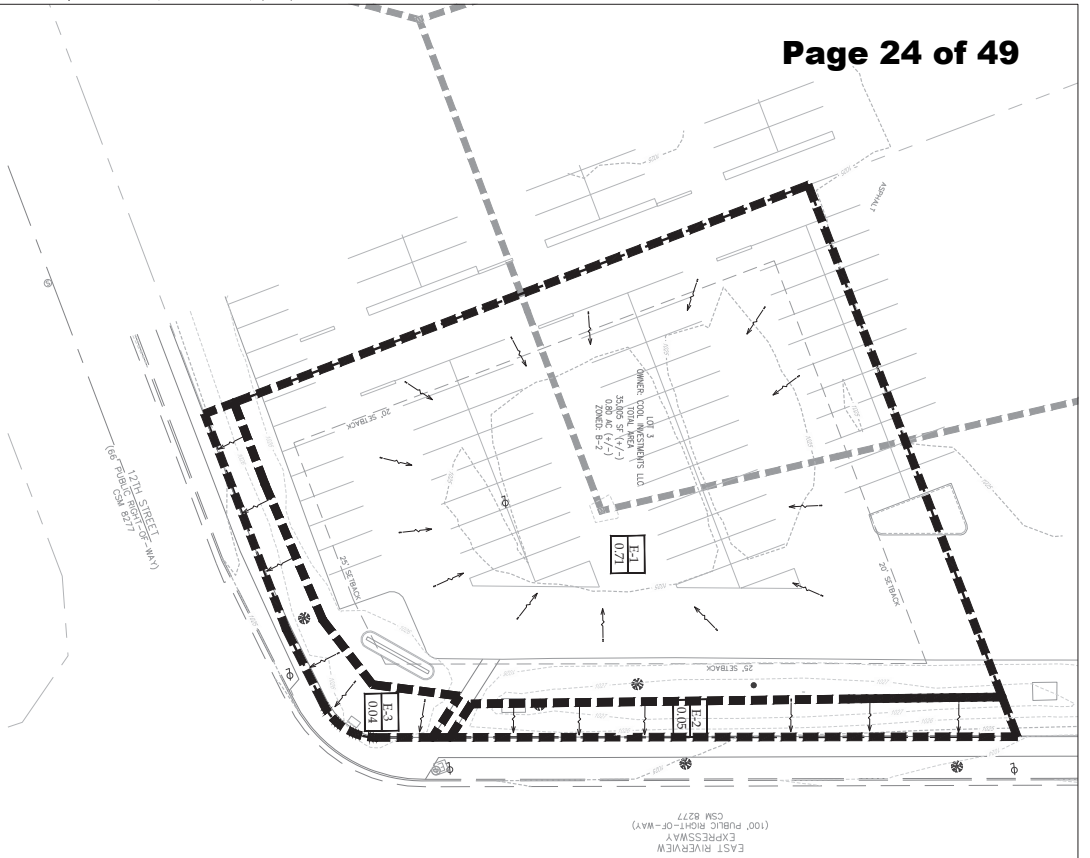 Page 24 of 49
ASPHALT
LOT 3
OWNER: COOL INVESTMENTS LLC
TOTAL AREA
35,005 SF (+/-)
0.80 AC (+/-)
ZONED: B-2
20' SETBACK
E-1
0.71
25' SETBACK
20' SETBACK
12TH STREET
(66' PUBLIC RIGHT-OF-WAY)
CSM 8277
25' SETBACK
E-3
0.04
E-2
0.05
EAST RIVERVIEW
EXPRESSWAY
(100' PUBLIC RIGHT-OF-WAY)
CSM 8277